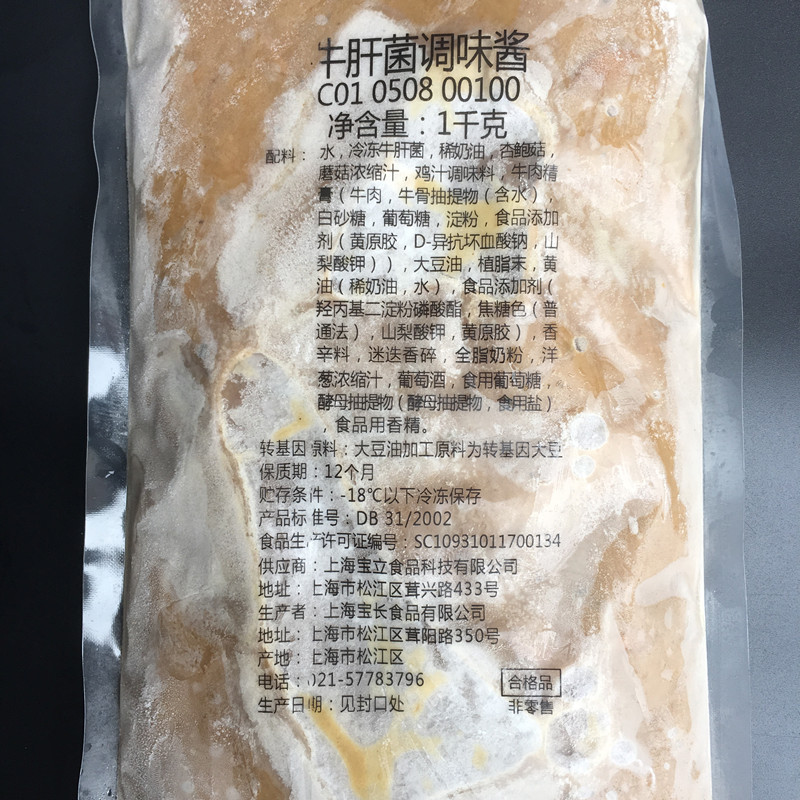 牛肝菌调味酱
C01 0508 00100
净含量：1千克
配料： 水，冷冻牛肝菌，稀奶油，杏鲍菇，
蘑菇浓缩汁，鸡汁调味料，牛肉精
膏（牛肉，牛骨抽提物（含水），
白砂糖，葡萄糖，淀粉，食品添加
剂（黄原胶，D-异抗坏血酸钠，山
梨酸钾）），大豆油，植脂末，黄
油（稀奶油，水），食品添加剂（
羟丙基二淀粉磷酸酯，焦糖色（普
通法），山梨酸钾，黄原胶），香
辛料，迷迭香碎，全脂奶粉，洋
葱浓缩汁，葡萄酒，食用葡萄糖，
酵母抽提物（酵母抽提物，食用盐）
，食品用香精。
转基因原料：大豆油加工原料为转基因大豆
保质期：12个月
贮存条件：-18℃以下冷冻保存
产品标准号：DB 31/2002
食品生产许可证编号：SC10931011700134
供应商：上海宝立食品科技有限公司
地址：上海市松江区茸兴路433号
生产者：上海宝长食品有限公司
地址：上海市松江区茸阳路350号
产地：上海市松江区
电话：021-57783796
生产日期：见封口处
合格品
非零售